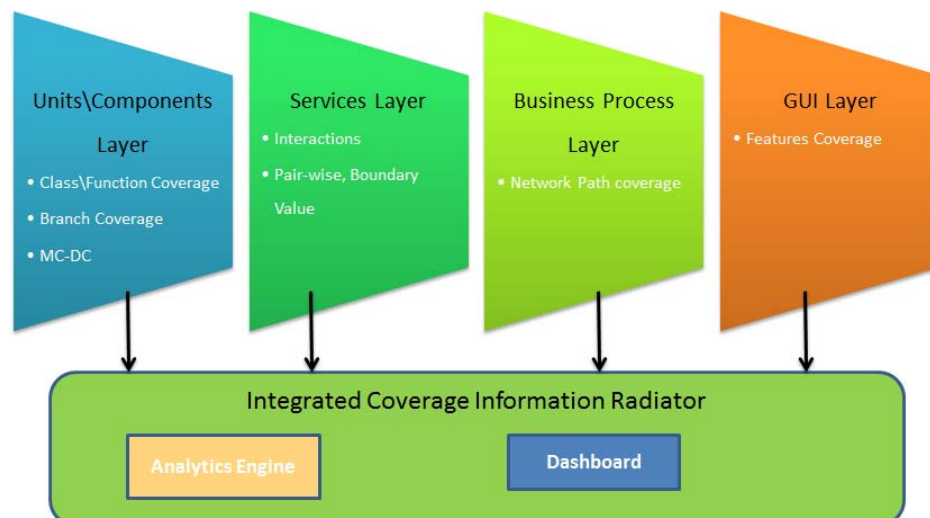 Units\Components
Layer
• Class\Function Coverage
• Branch Coverage
• MC-DC
Services Layer
• Interactions
• Pair-wise, Boundary
Value
Business Process
Layer
• Network Path coverage
GUI Layer
• Features Coverage
Integrated Coverage Information Radiator
Analytics Engine
Dashboard